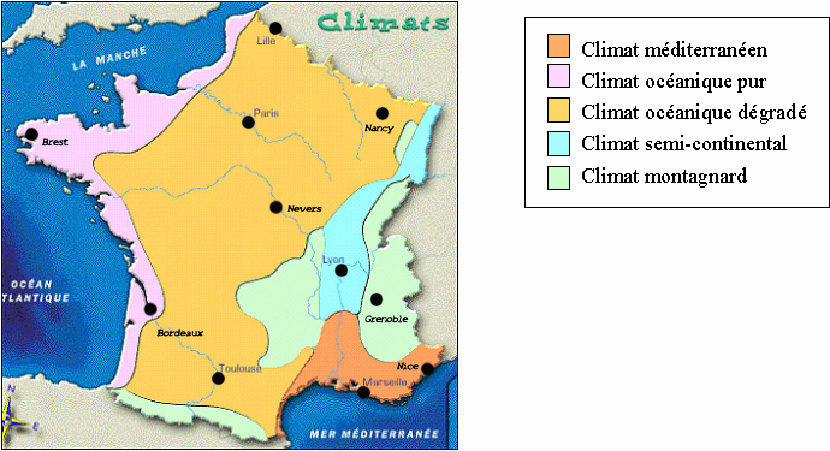 Climats
LA MANCHE
Lille
Paris
Nancy
Brest
Nevers
Lyon
OCÉAN
ATLANTIQUE
Bordeaux
Grenoble
Toulouse
Nice
Marseille
N
E
MER MÉDITERRANÉE
Climat méditerranéen
Climat océanique pur
Climat océanique dégradé
Climat semi-continental
Climat montagnard